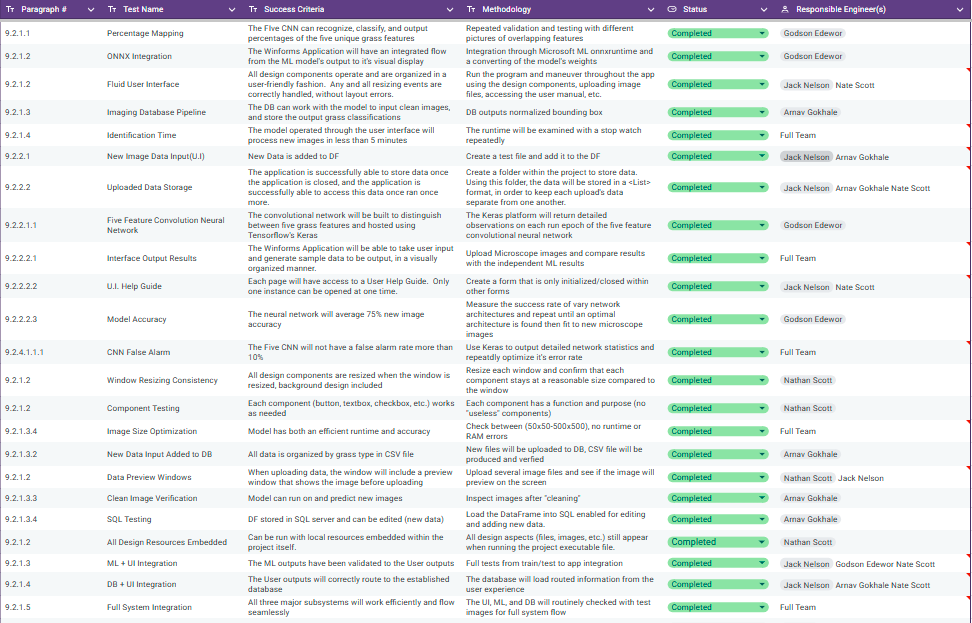 Paragraph # Test Name Success Criteria Methodology Status Responsible Engineer(s)
9.2.1.1 Percentage Mapping The Five CNN can recognize, classify, and output percentages of the five unique grass features Repeated validation and testing with different pictures of overlapping features Completed Godson Edewor
9.2.1.2 ONNX Integration The Winforms Application will have an integrated flow from the ML model's output to it's visual display Integration through Microsoft ML onnxruntime and a converting of the model's weights Completed Godson Edewor
9.2.1.2 Fluid User Interface All design components operate and are organized in a user-friendly fashion. Any and all resizing events are correctly handled, without layout errors. Run the program and maneuver throughout the app using the design components, uploading image files, accessing the user manual, etc. Completed Jack Nelson Nate Scott
9.2.1.3 Imaging Database Pipeline The DB can work with the model to input clean images, and store the output grass classifications DB outputs normalized bounding box Completed Arnav Gokhale
9.2.1.4 Identification Time The model operated through the user interface will process new images in less than 5 minutes The runtime will be examined with a stop watch repeatedly Completed Full Team
9.2.2.1 New Image Data Input(U.I) New Data is added to DF Create a test file and add it to the DF Completed Jack Nelson Arnav Gokhale
9.2.2.2 Uploaded Data Storage The application is successfully able to store data once the application is closed, and the application is successfully able to access this data once ran once more. Create a folder within the project to store data. Using this folder, the data will be stored in a <List> format, in order to keep each upload's data separate from one another. Completed Jack Nelson Arnav Gokhale Nate Scott
9.2.2.1.1 Five Feature Convolution Neural Network The convolutional network will be built to distinguish between five grass features and hosted using Tensorflow's Keras The Keras platform will return detailed observations on each run epoch of the five feature convolutional neural network Completed Godson Edewor
9.2.2.2.1 Interface Output Results The Winforms Application will be able to take user input and generate sample data to be output, in a visually organized manner. Upload Microscope images and compare results with the independent ML results Completed Full Team
9.2.2.2.2 U.I. Help Guide Each page will have access to a User Help Guide. Only one instance can be opened at one time. Create a form that is only initialized/closed within other forms Completed Jack Nelson Nate Scott
9.2.2.2.3 Model Accuracy The neural network will average 75% new image accuracy Measure the success rate of vary network architectures and repeat until an optimal architecture is found then fit to new microscope images Completed Godson Edewor
9.2.4.1.1.1 CNN False Alarm The Five CNN will not have a false alarm rate more than 10% Use Keras to output detailed network statistics and repeatdly optimize it's error rate Completed Full Team
9.2.1.2 Window Resizing Consistency All design components are resized when the window is resized, background design included Resize each window and confirm that each component stays at a reasonable size compared to the window Completed Nathan Scott
9.2.1.2 Component Testing Each component (button, textbox, checkbox, etc.) works as needed Each component has a function and purpose (no "useless" components) Completed Nathan Scott
9.2.1.3.4 Image Size Optimization Model has both an efficient runtime and accuracy Check between (50x50-500x500), no runtime or RAM errors Completed Full Team
9.2.1.3.2 New Data Input Added to DB All data is organized by grass type in CSV file New files will be uploaded to DB, CSV file will be produced and verfied Completed Arnav Gokhale
9.2.1.2 Data Preview Windows When uploading data, the window will include a preview window that shows the image before uploading Upload several image files and see if the image will preview on the screen Completed Nathan Scott Jack Nelson
9.2.1.3.3 Clean Image Verification Model can run on and predict new images Inspect images after "cleaning" Completed Arnav Gokhale
9.2.1.3.4 SQL Testing DF stored in SQL server and can be edited (new data) Load the DataFrame into SQL enabled for editing and adding new data. Completed Arnav Gokhale
9.2.1.2 All Design Resources Embedded Can be run with local resources embedded within the project itself. All design aspects (files, images, etc.) still appear when running the project executable file. Completed Nathan Scott
9.2.1.3 ML + UI Integration The ML outputs have been validated to the User outputs Full tests from train/test to app integration Completed Jack Nelson Godson Edewor Nate Scott
9.2.1.4 DB + UI Integration The User outputs will correctly route to the established database The database will load routed information from the user experience Completed Jack Nelson Arnav Gokhale Nate Scott
9.2.1.5 Full System Integration All three major subsystems will work efficiently and flow seamlessly The UI, ML, and DB will routinely checked with test images for full system flow Completed Full Team